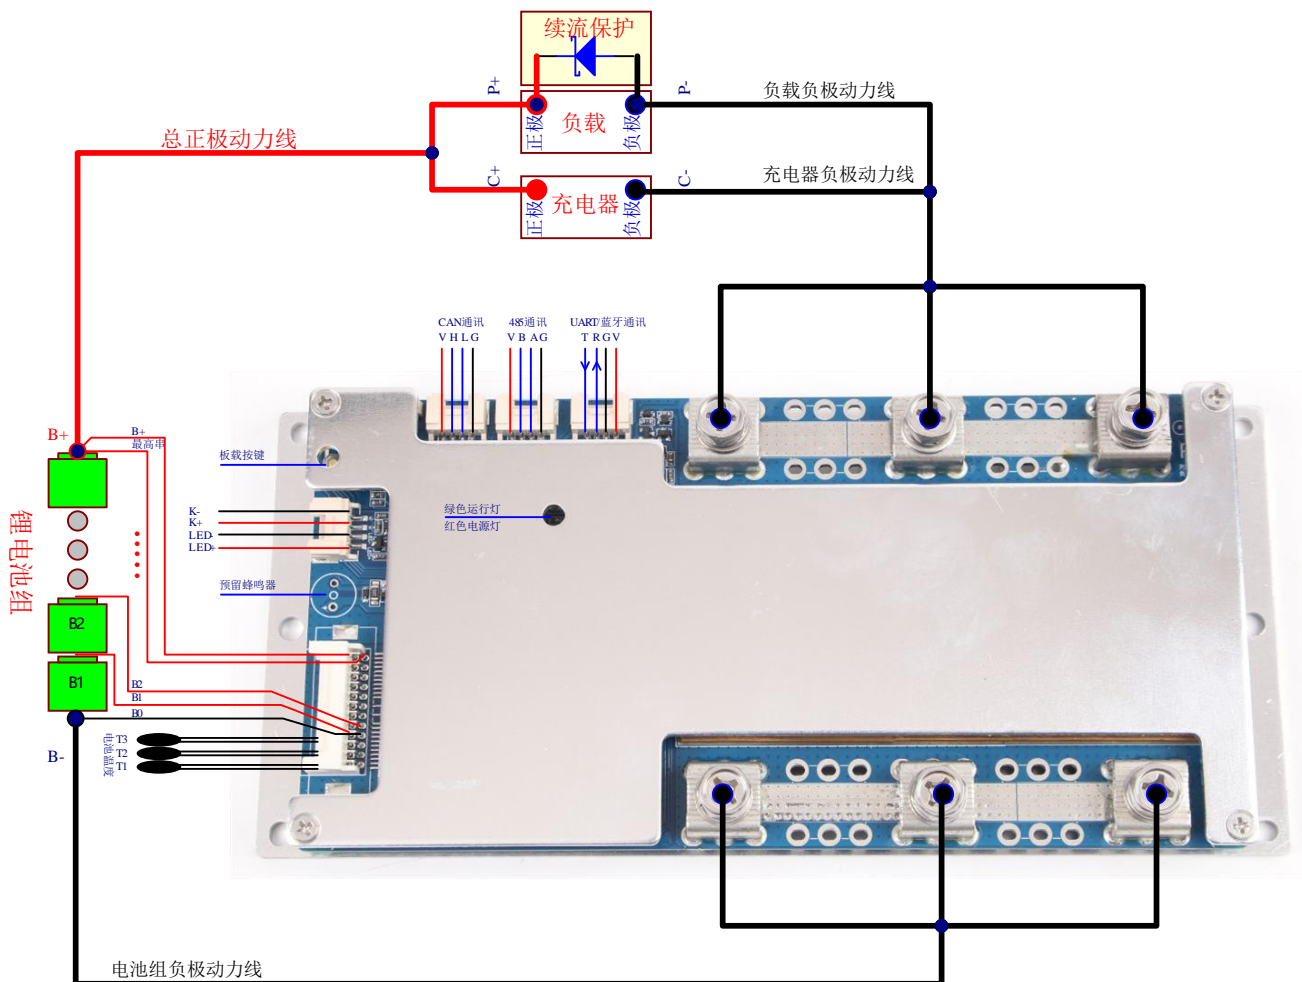 续流保护
P+
P-
负载负极动力线
正极
负载
负极
总正极动力线
C+
C-
充电器负极动力线
正极
充电器
负极
CAN通讯
V H L G
485通讯
V B A G
UART/蓝牙通讯
T R G V
B+
B+
最高串
板载按键
K-
K+
LED-
LED+
绿色运行灯
红色电源灯
锂电池组
预留蜂鸣器
B2
B1
B2
B1
B0
B-
电池温度
T3
T2
T1
电池组负极动力线